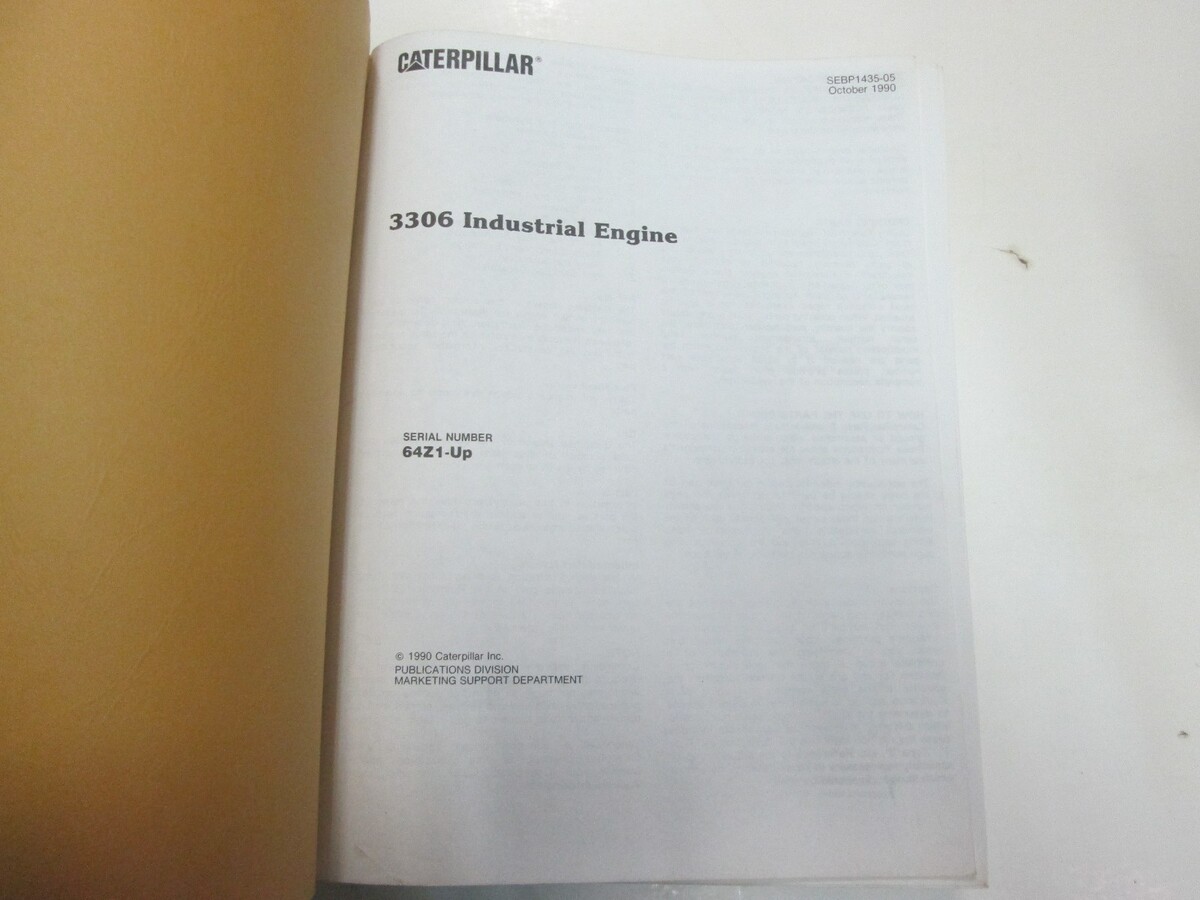 CATERPILLAR®
SEBP1435-05
October 1990
3306 Industrial Engine
SERIAL NUMBER
64Z1-Up
© 1990 Caterpillar Inc.
PUBLICATIONS DIVISION
MARKETING SUPPORT DEPARTMENT